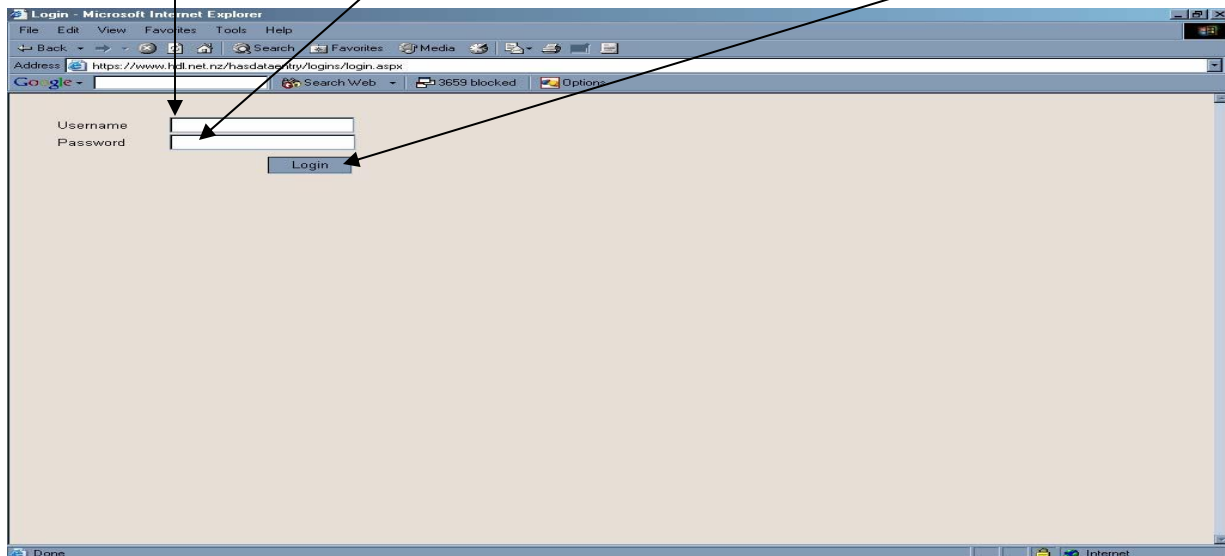 Login - Microsoft Internet Explorer
File Edit View Favorites Tools Help
Back Search Favorites Media
Address https://www.hdl.net.nz/hasdataentry/logins/login.aspx
Google Search Web 3659 blocked Options
Username
Password
Login
Done Internet